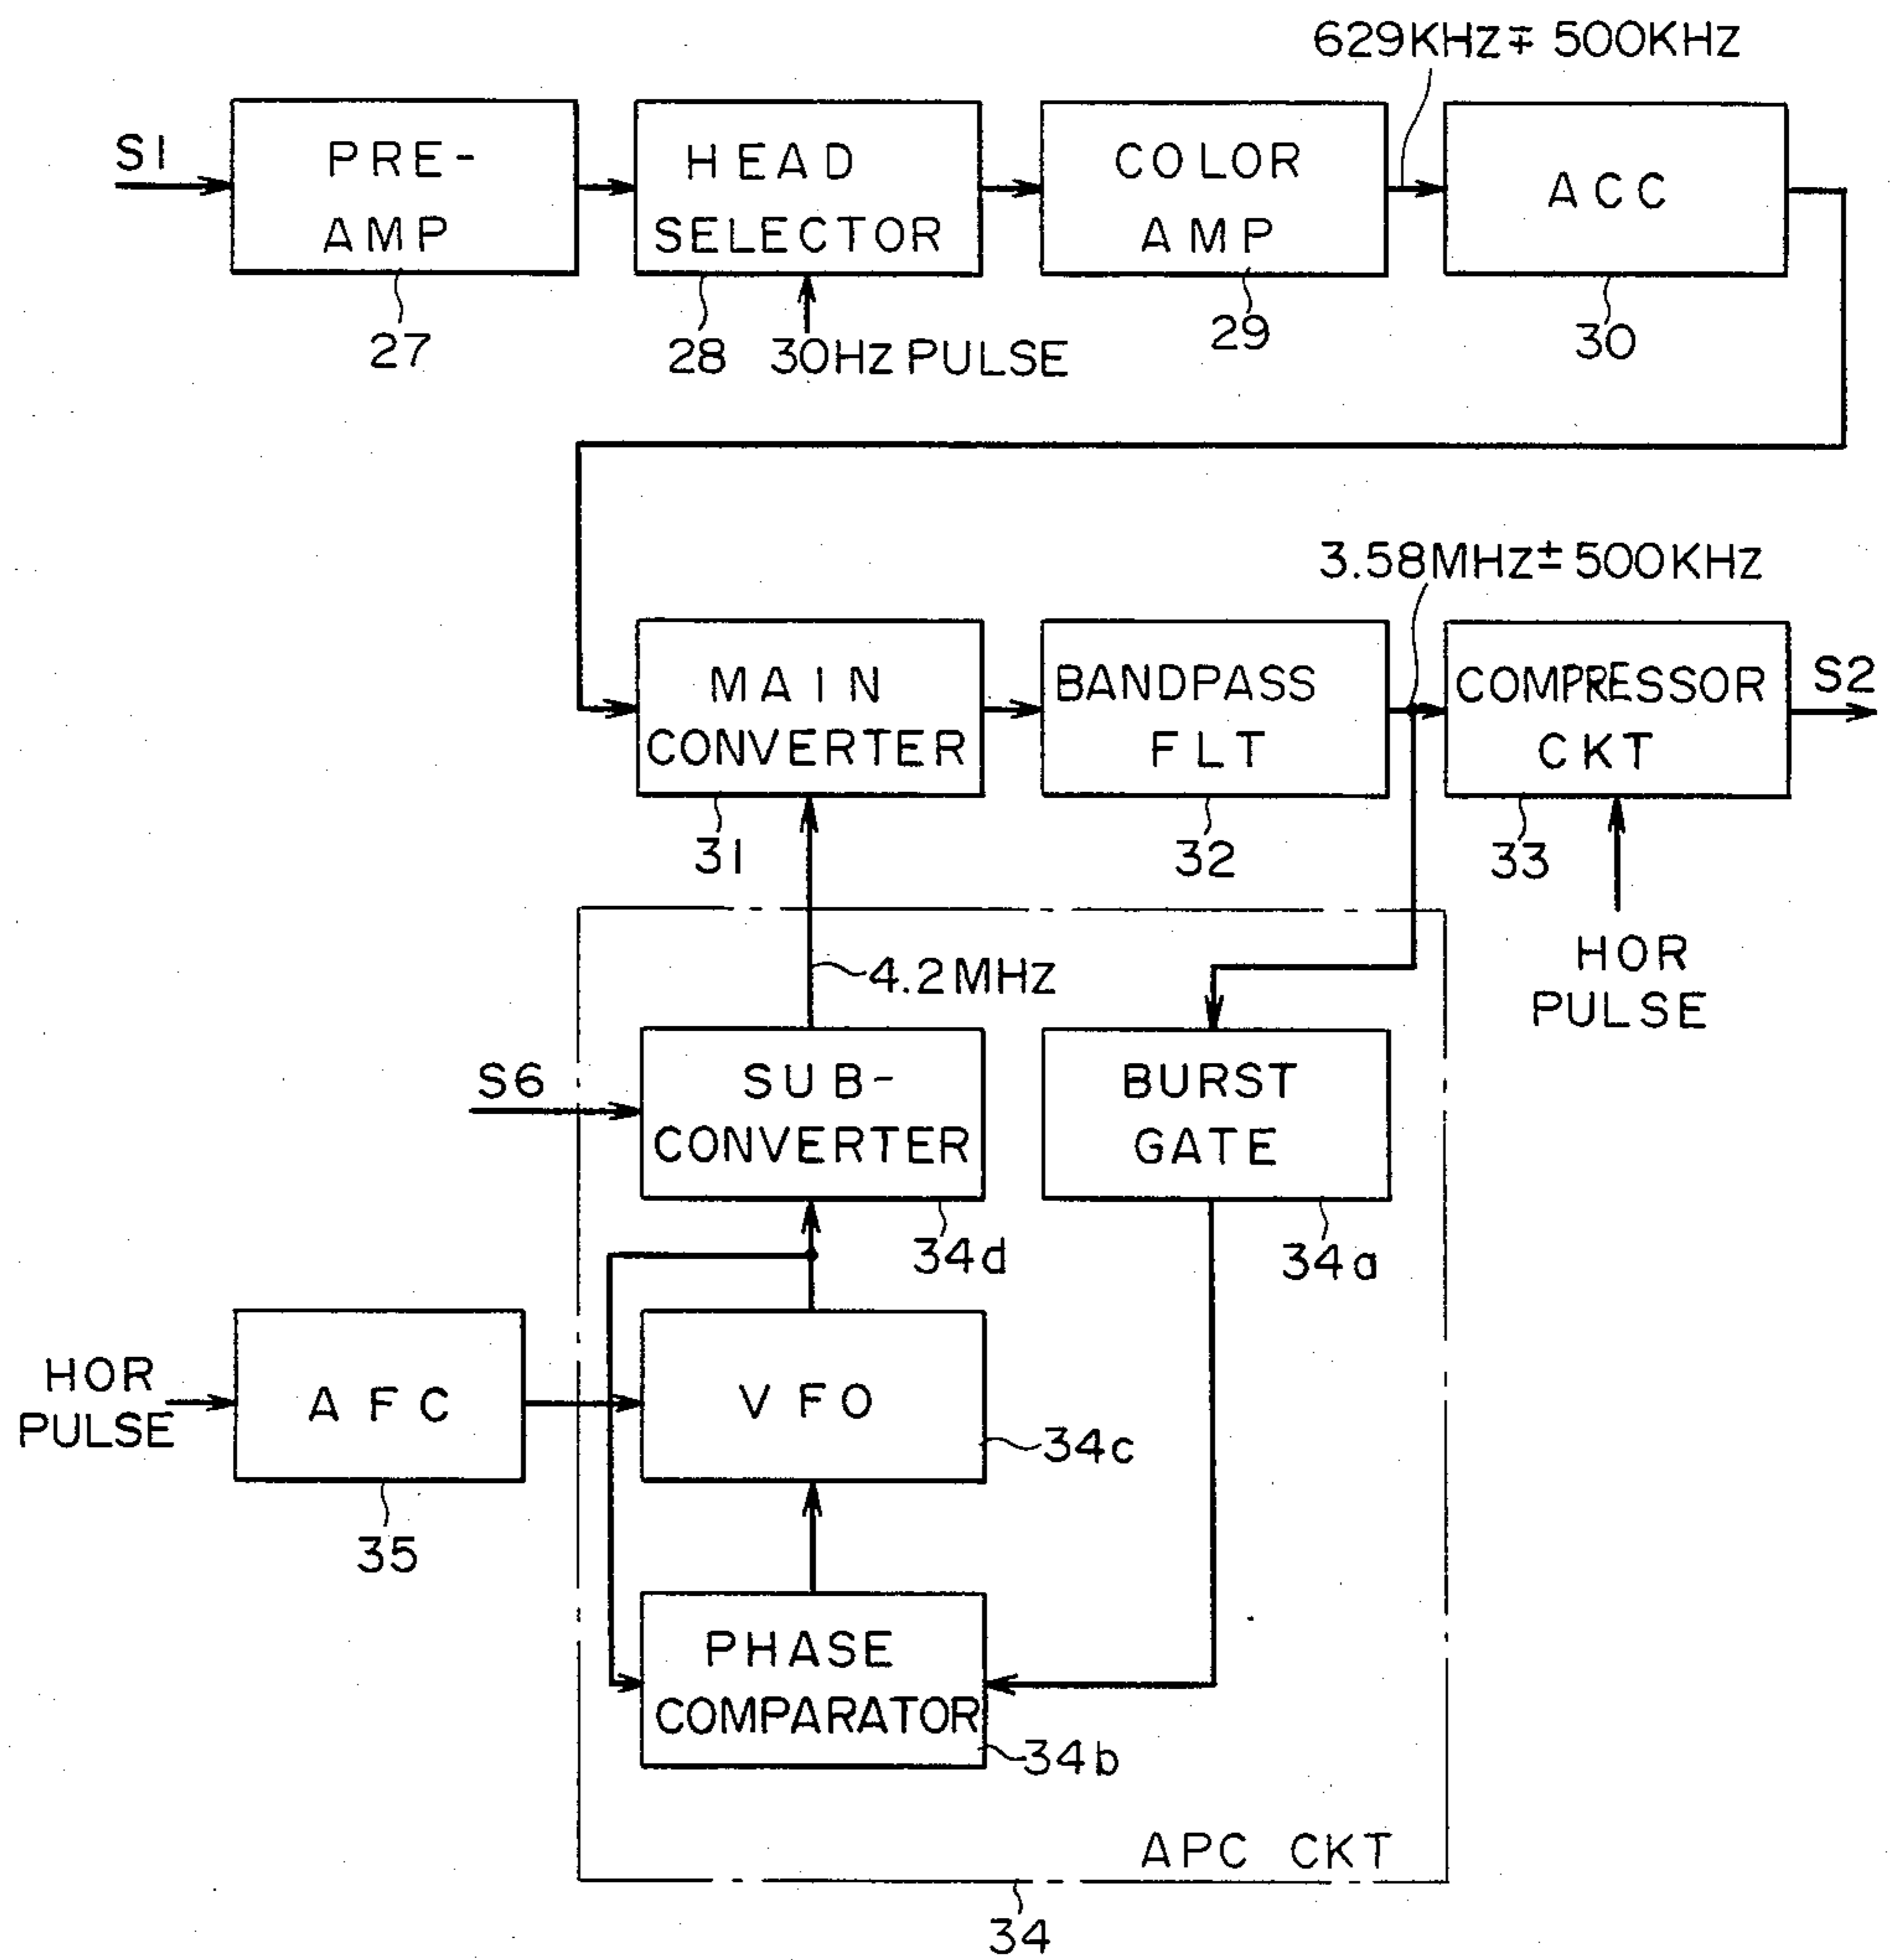 629KHz∓ 500KHz
S1
PRE-
AMP
HEAD
SELECTOR
COLOR
AMP
ACC
27
28
30Hz PULSE
29
30
3.58MHz± 500KHz
MAIN
CONVERTER
BANDPASS
FLT
COMPRESSOR
CKT
S2
31
32
33
HOR
PULSE
4.2MHz
S6
SUB-
CONVERTER
BURST
GATE
34d
34a
HOR
PULSE
AFC
VFO
34c
35
PHASE
COMPARATOR
34b
APC CKT
34